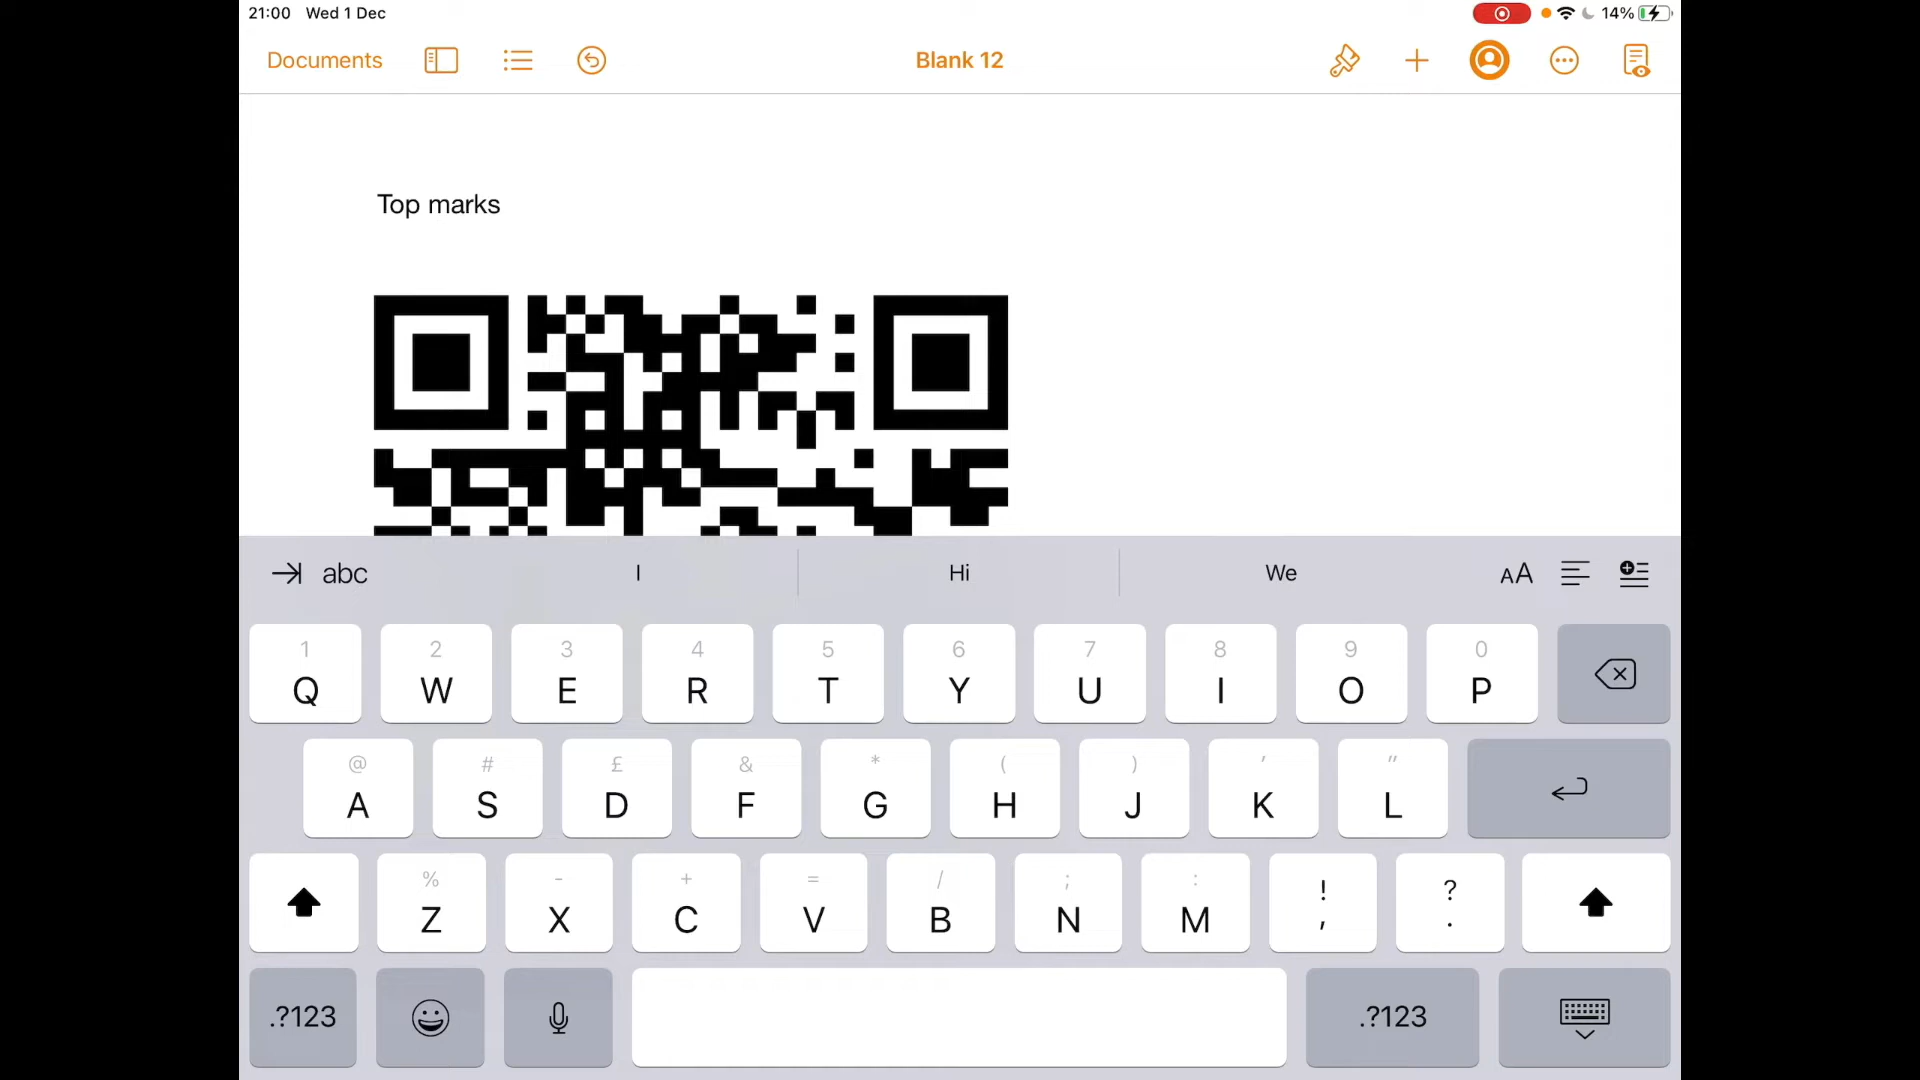 21:00 Wed 1 Dec 14%
Documents Blank 12
Top marks
abc I Hi We AA
1 2 3 4 5 6 7 8 9 0
Q W E R T Y U I O P
@ # £ & * ( ) ' "
A S D F G H J K L
% - + = / ; : ! ?
Z X C V B N M , .
.?123 .?123